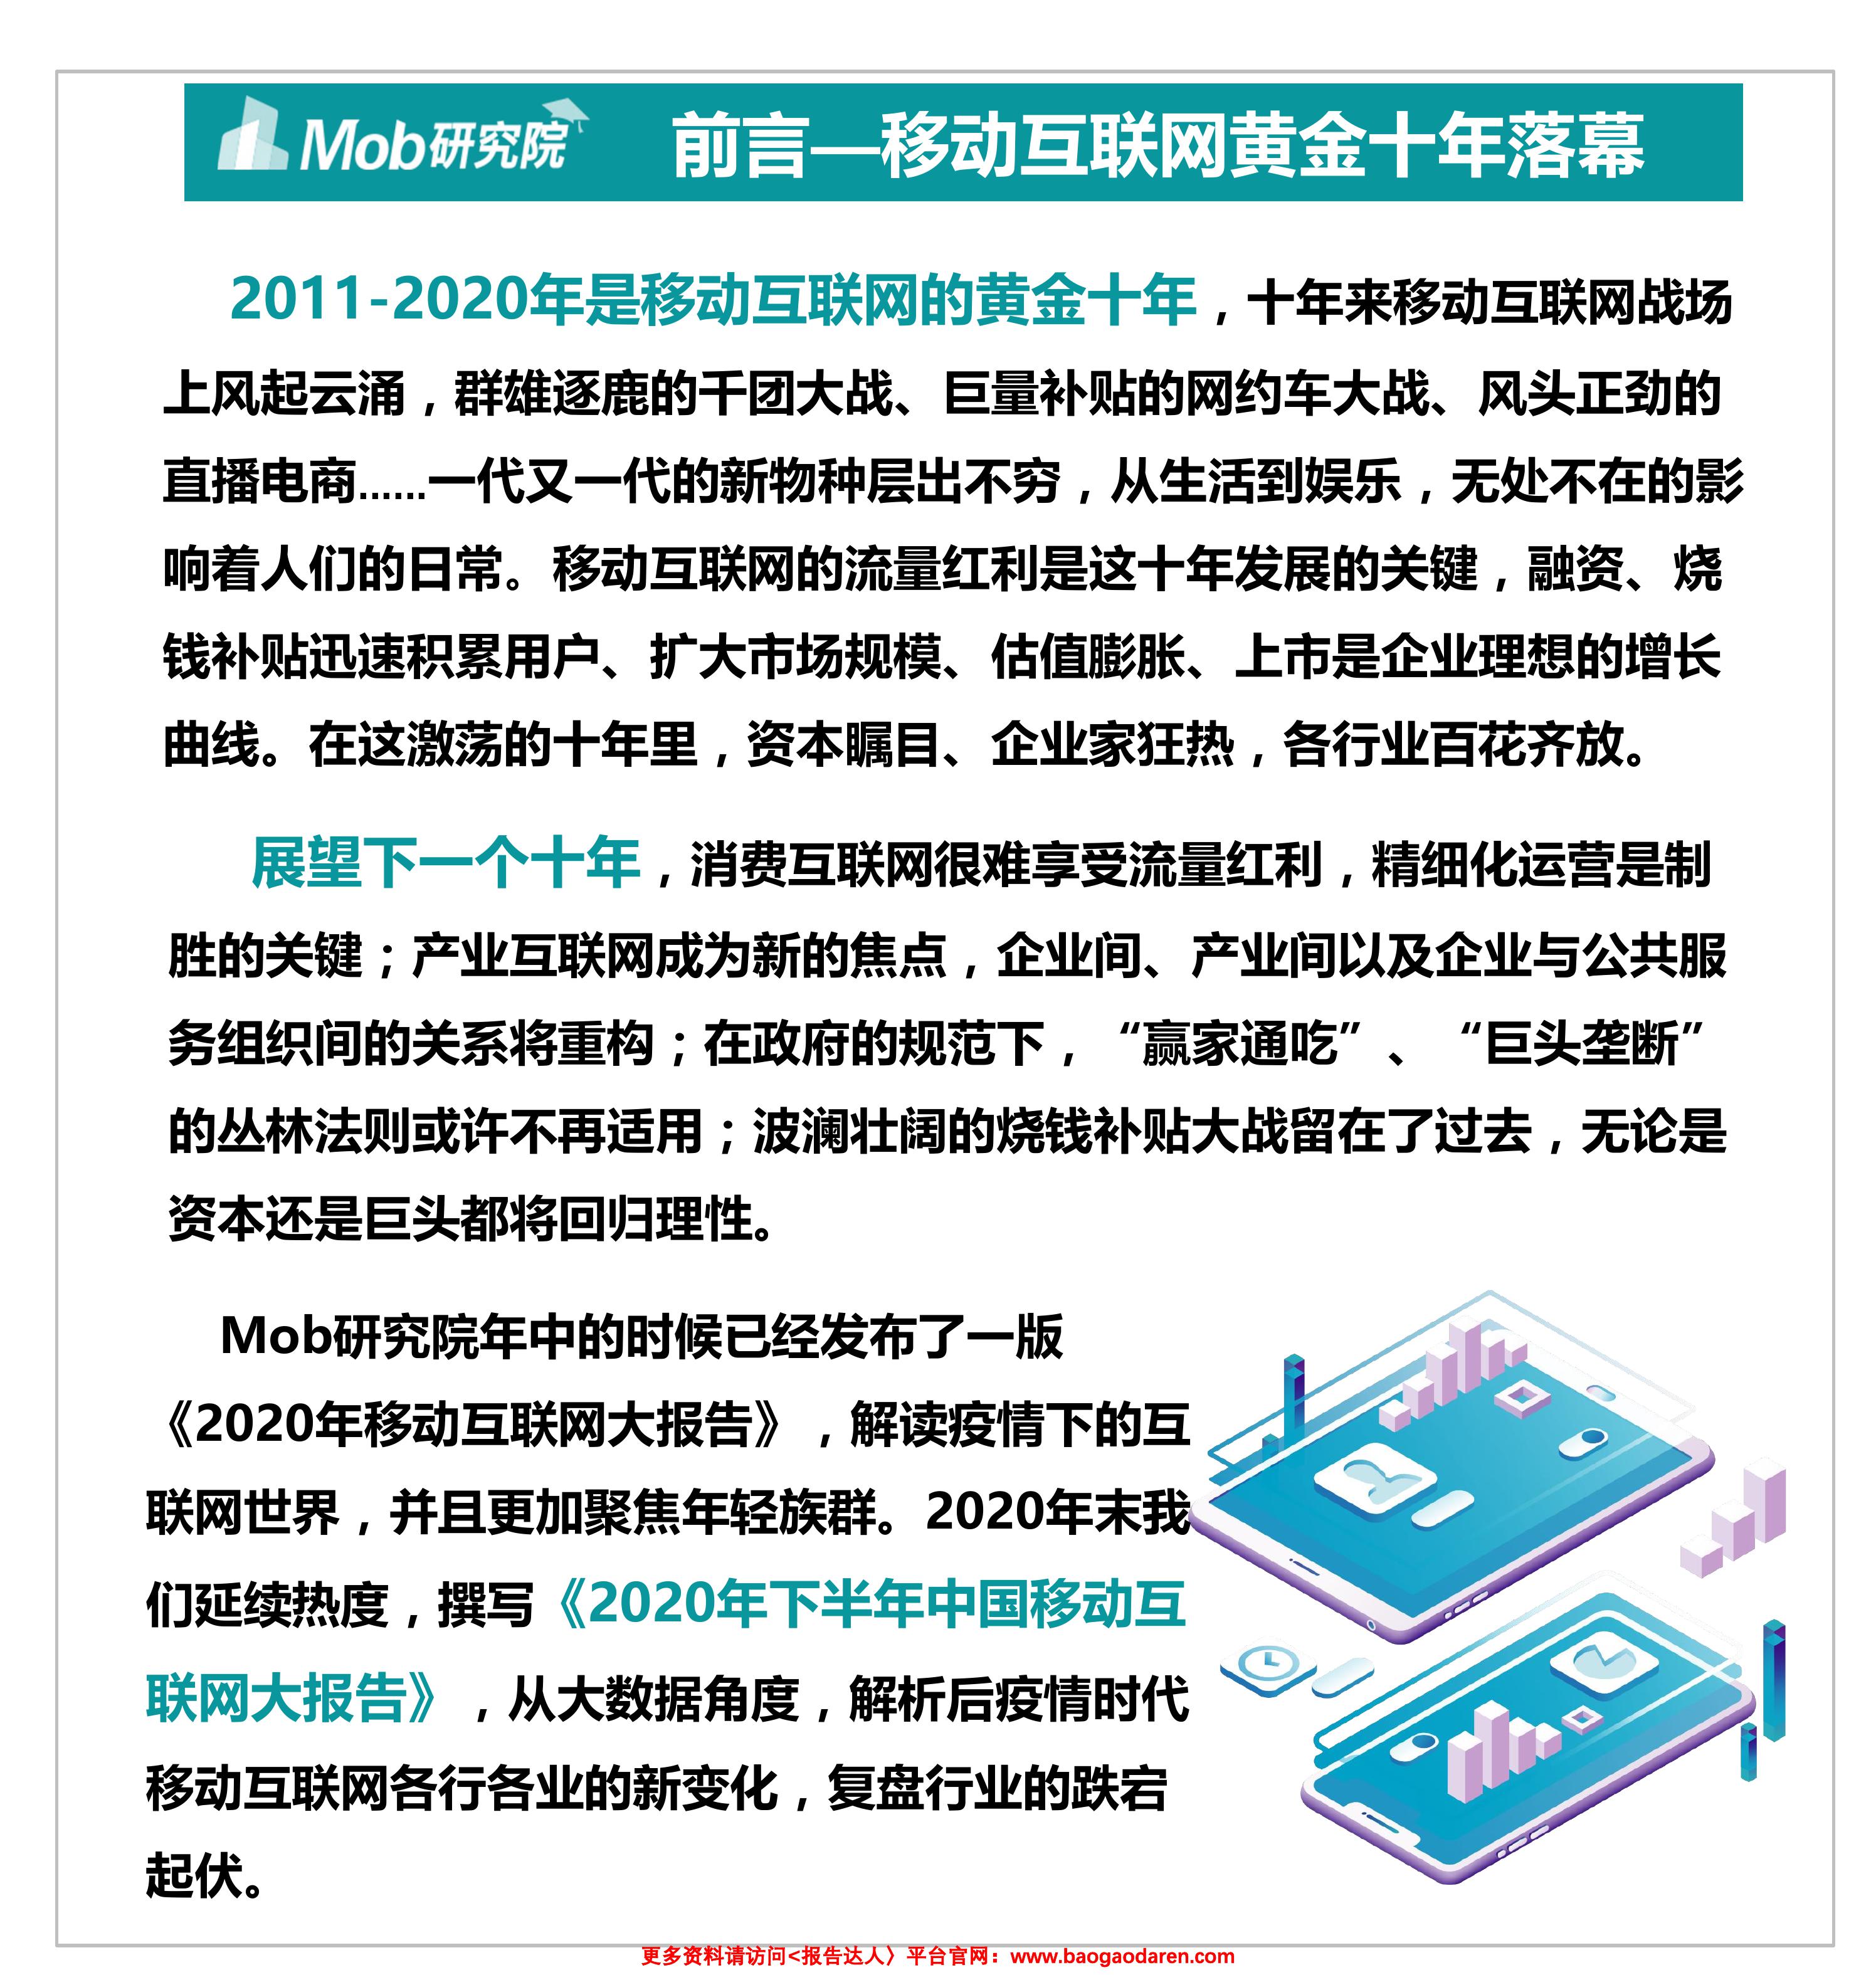 Mob研究院
前言—移动互联网黄金十年落幕
2011-2020年是移动互联网的黄金十年，十年来移动互联网战场
上风起云涌，群雄逐鹿的千团大战、巨量补贴的网约车大战、风头正劲的
直播电商......一代又一代的新物种层出不穷，从生活到娱乐，无处不在的影
响着人们的日常。移动互联网的流量红利是这十年发展的关键，融资、烧
钱补贴迅速积累用户、扩大市场规模、估值膨胀、上市是企业理想的增长
曲线。在这激荡的十年里，资本瞩目、企业家狂热，各行业百花齐放。
展望下一个十年，消费互联网很难享受流量红利，精细化运营是制
胜的关键；产业互联网成为新的焦点，企业间、产业间以及企业与公共服
务组织间的关系将重构；在政府的规范下，“赢家通吃”、“巨头垄断”
的丛林法则或许不再适用；波澜壮阔的烧钱补贴大战留在了过去，无论是
资本还是巨头都将回归理性。
Mob研究院年中的时候已经发布了一版
《2020年移动互联网大报告》，解读疫情下的互
联网世界，并且更加聚焦年轻族群。2020年末我
们延续热度，撰写《2020年下半年中国移动互
联网大报告》，从大数据角度，解析后疫情时代
移动互联网各行各业的新变化，复盘行业的跌宕
起伏。
更多资料请访问<报告达人〉平台官网：www.baogaodaren.com